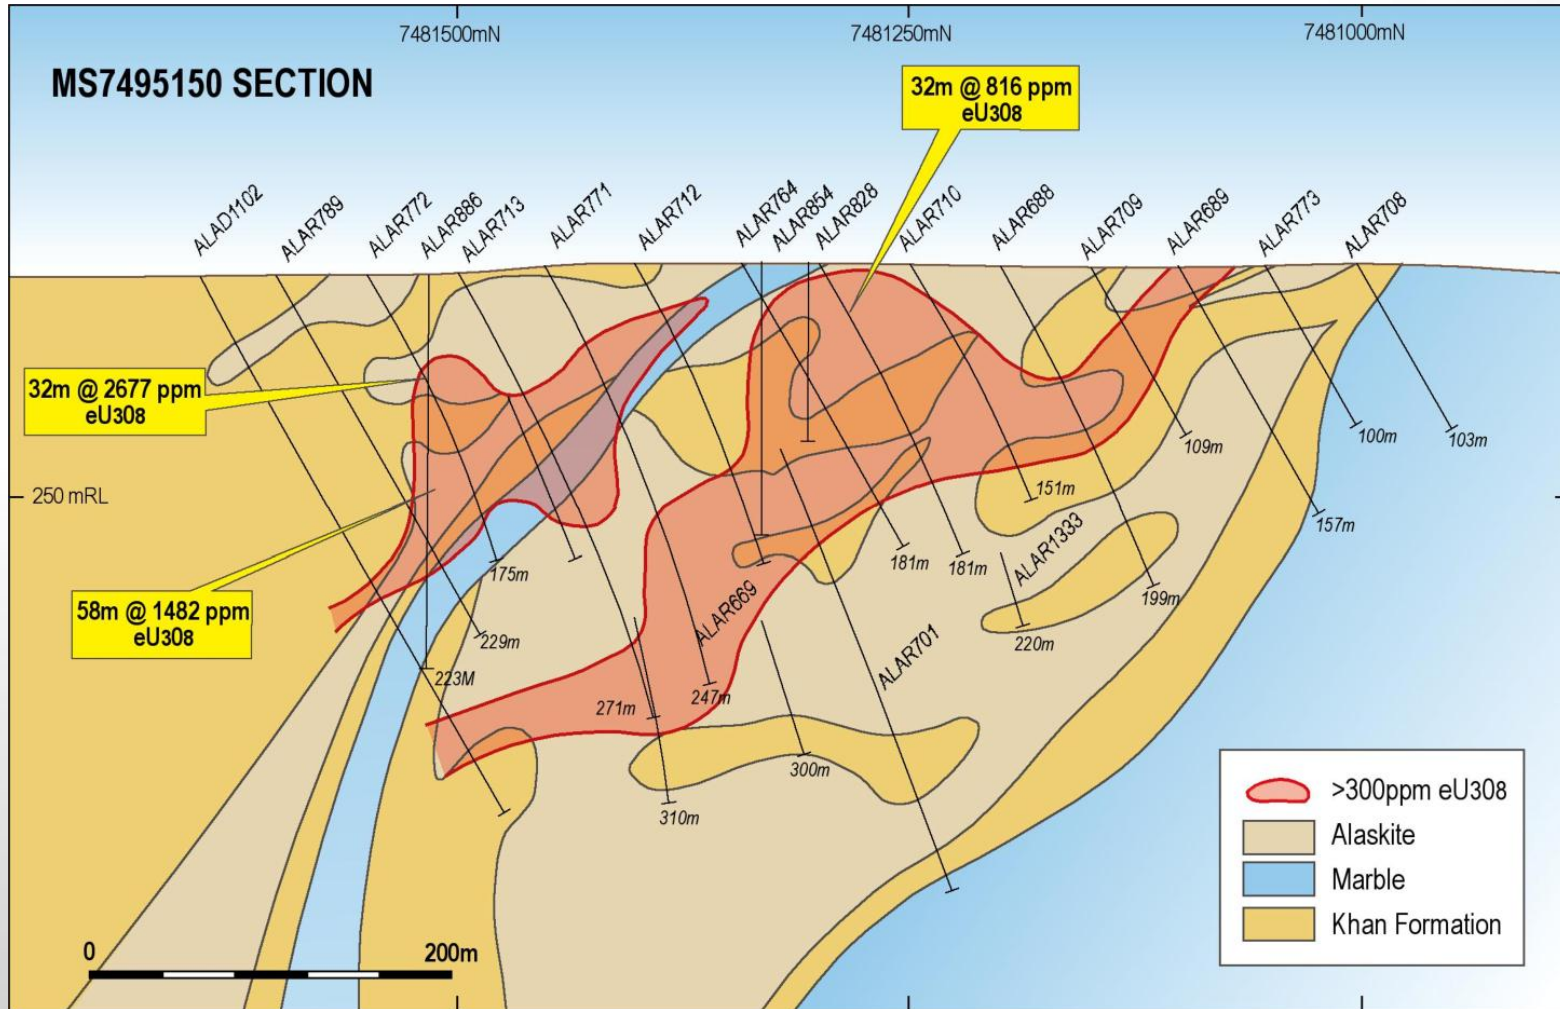 7481500mN
7481250mN
7481000mN
MS7495150 SECTION
32m @ 816 ppm
eU308
ALAD1102
ALAR789
ALAR772
ALAR886
ALAR713
ALAR771
ALAR712
ALAR764
ALAR854
ALAR828
ALAR710
ALAR688
ALAR709
ALAR689
ALAR773
ALAR708
32m @ 2677 ppm
eU308
250 mRL
58m @ 1482 ppm
eU308
109m
100m
103m
151m
157m
175m
181m
181m
ALAR1333
199m
229m
ALAR669
220m
223M
ALAR701
271m
247m
300m
310m
>300ppm eU308
Alaskite
Marble
Khan Formation
0
200m